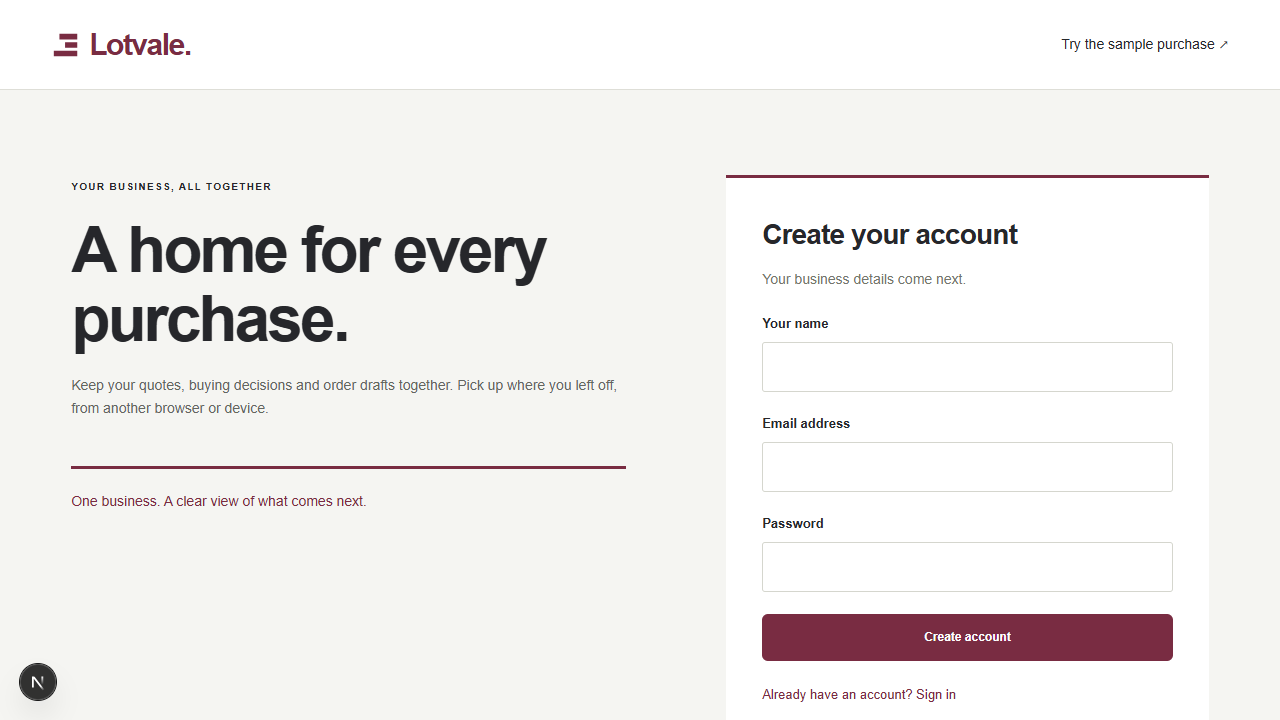 Lotvale.
Try the sample purchase ↗
YOUR BUSINESS, ALL TOGETHER
A home for every
purchase.
Keep your quotes, buying decisions and order drafts together. Pick up where you left off,
from another browser or device.
One business. A clear view of what comes next.
Create your account
Your business details come next.
Your name
Email address
Password
Create account
Already have an account? Sign in
N